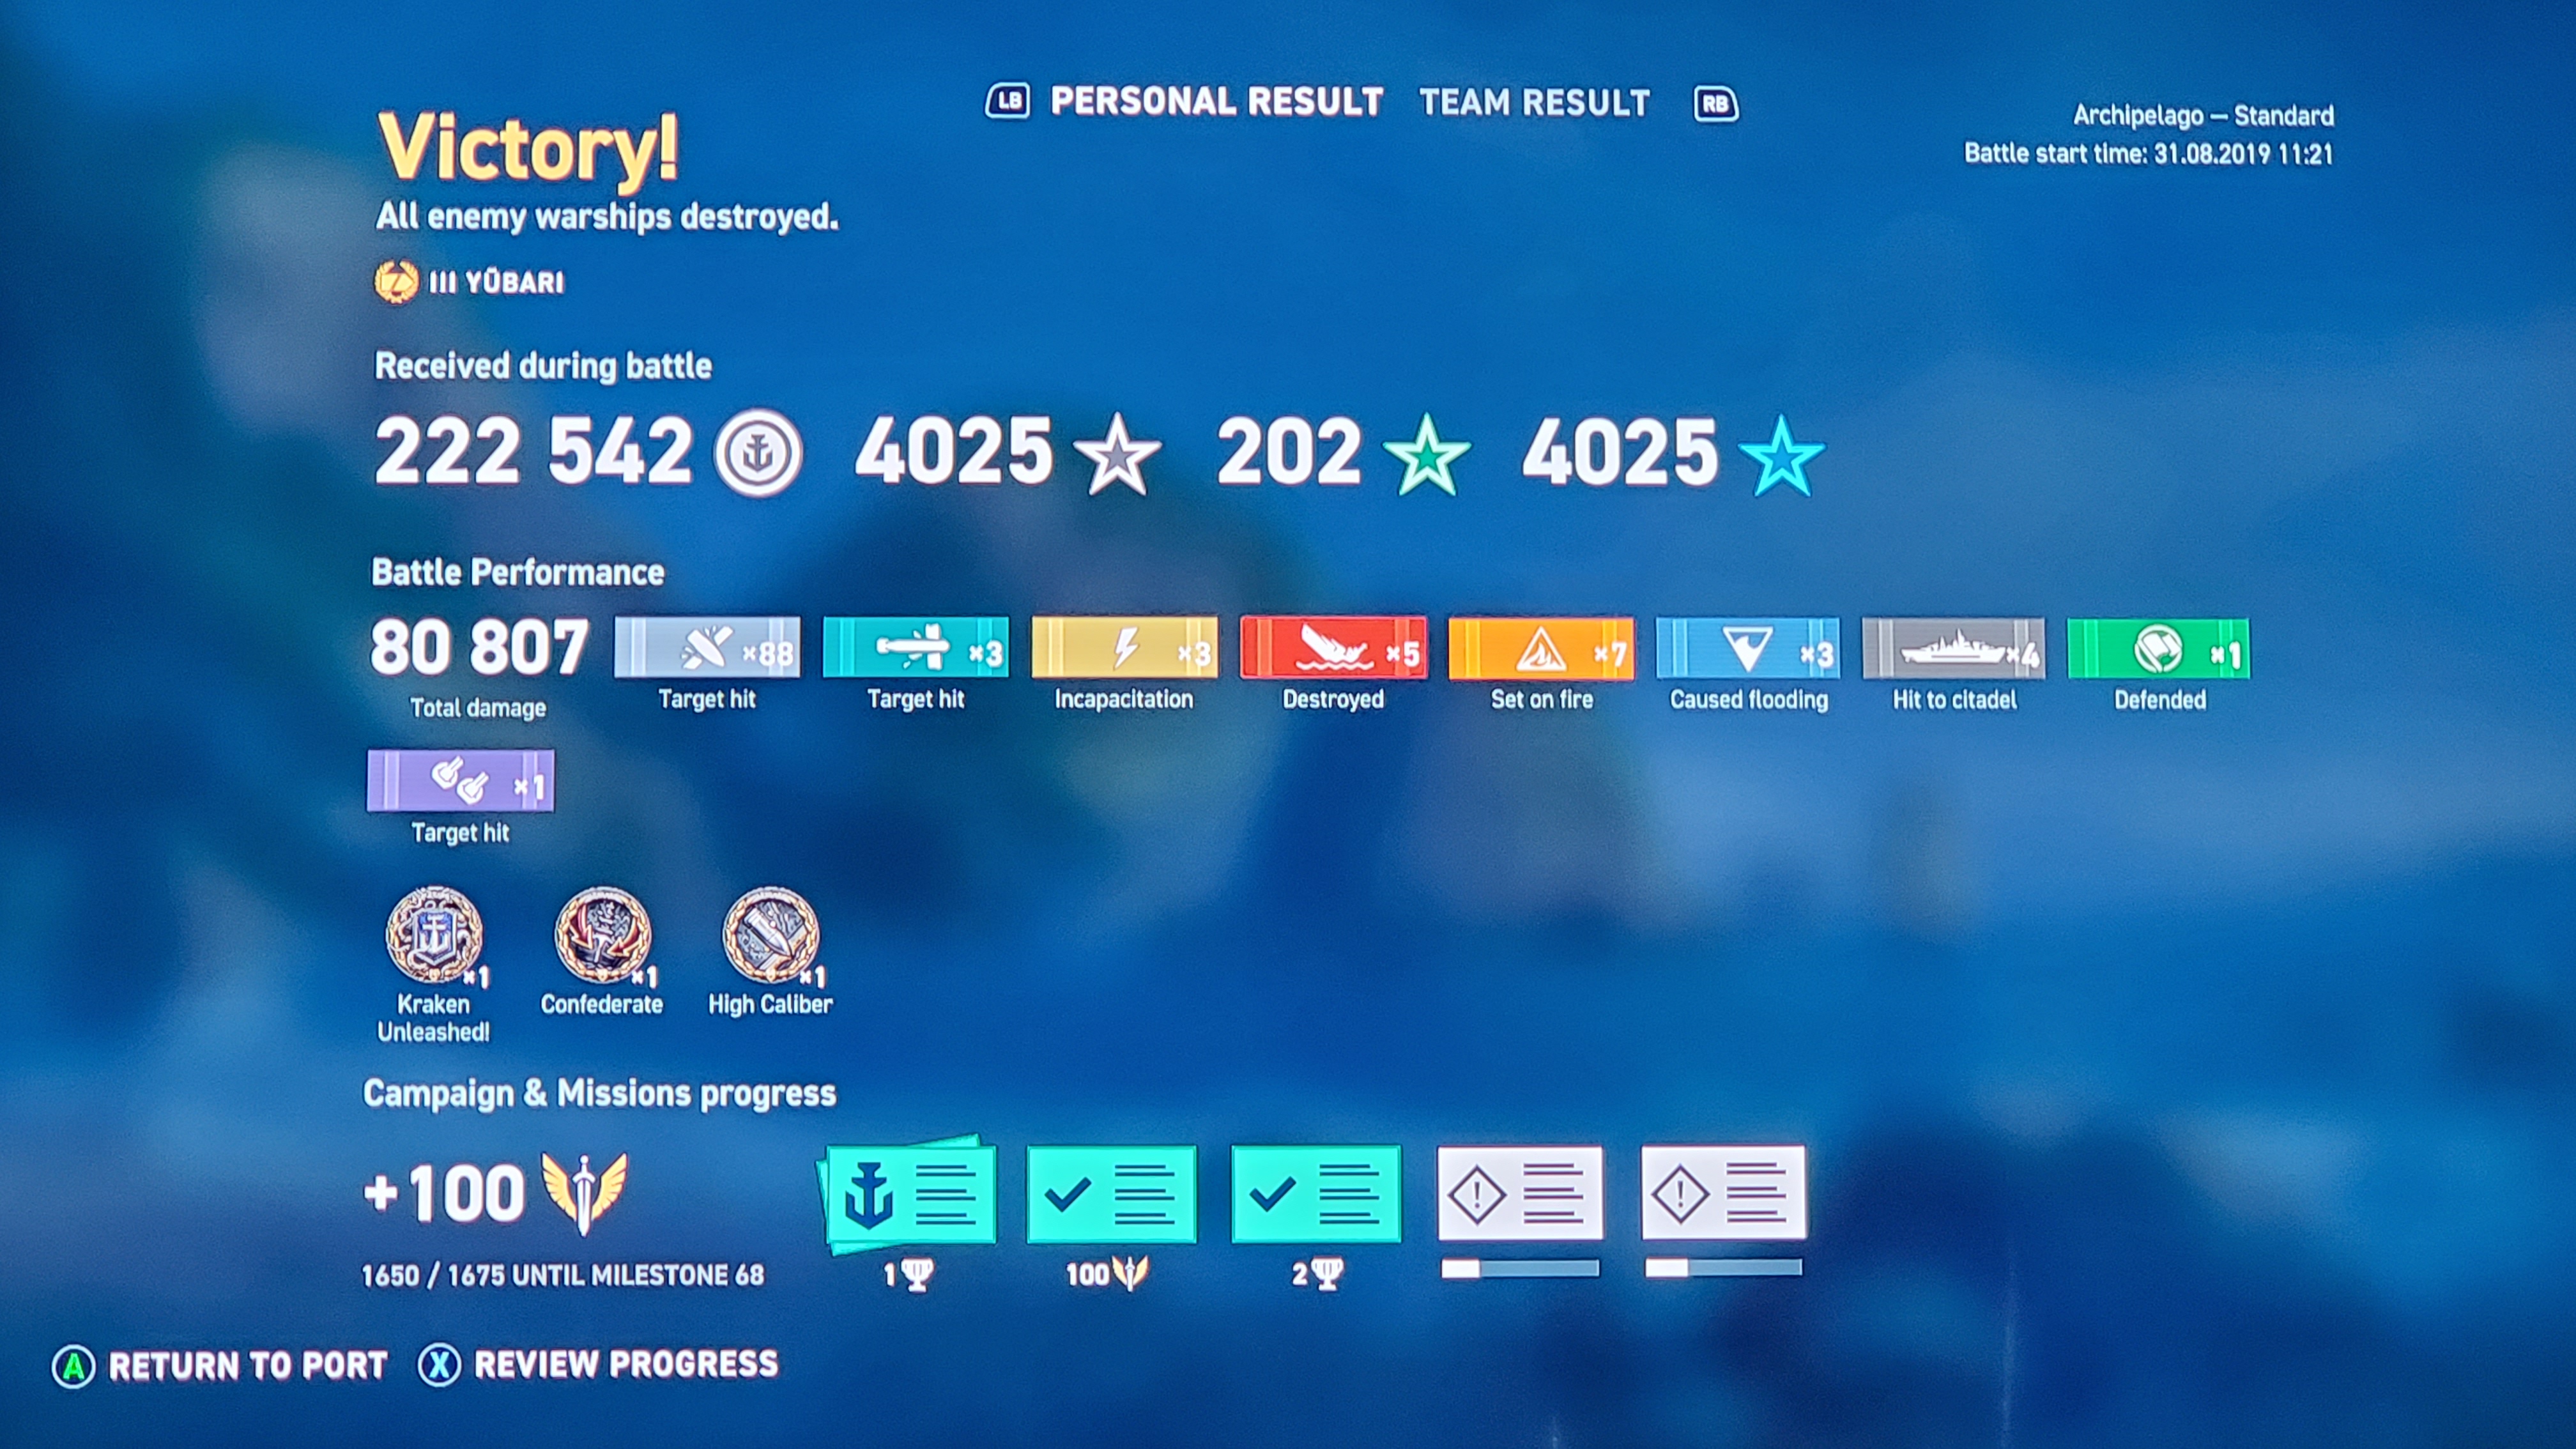 LB PERSONAL RESULT TEAM RESULT RB
Archipelago – Standard
Battle start time: 31.08.2019 11:21
Victory!
All enemy warships destroyed.
III YŪBARI
Received during battle
222 542 4025 202 4025
Battle Performance
80 807 ×88 ×3 ×3 ×5 ×7 ×3 ×4 ×1
Total damage Target hit Target hit Incapacitation Destroyed Set on fire Caused flooding Hit to citadel Defended
×1
Target hit
×1 ×1 ×1
Kraken Confederate High Caliber
Unleashed!
Campaign & Missions progress
+100
1650 / 1675 UNTIL MILESTONE 68 1 100 2
A RETURN TO PORT X REVIEW PROGRESS